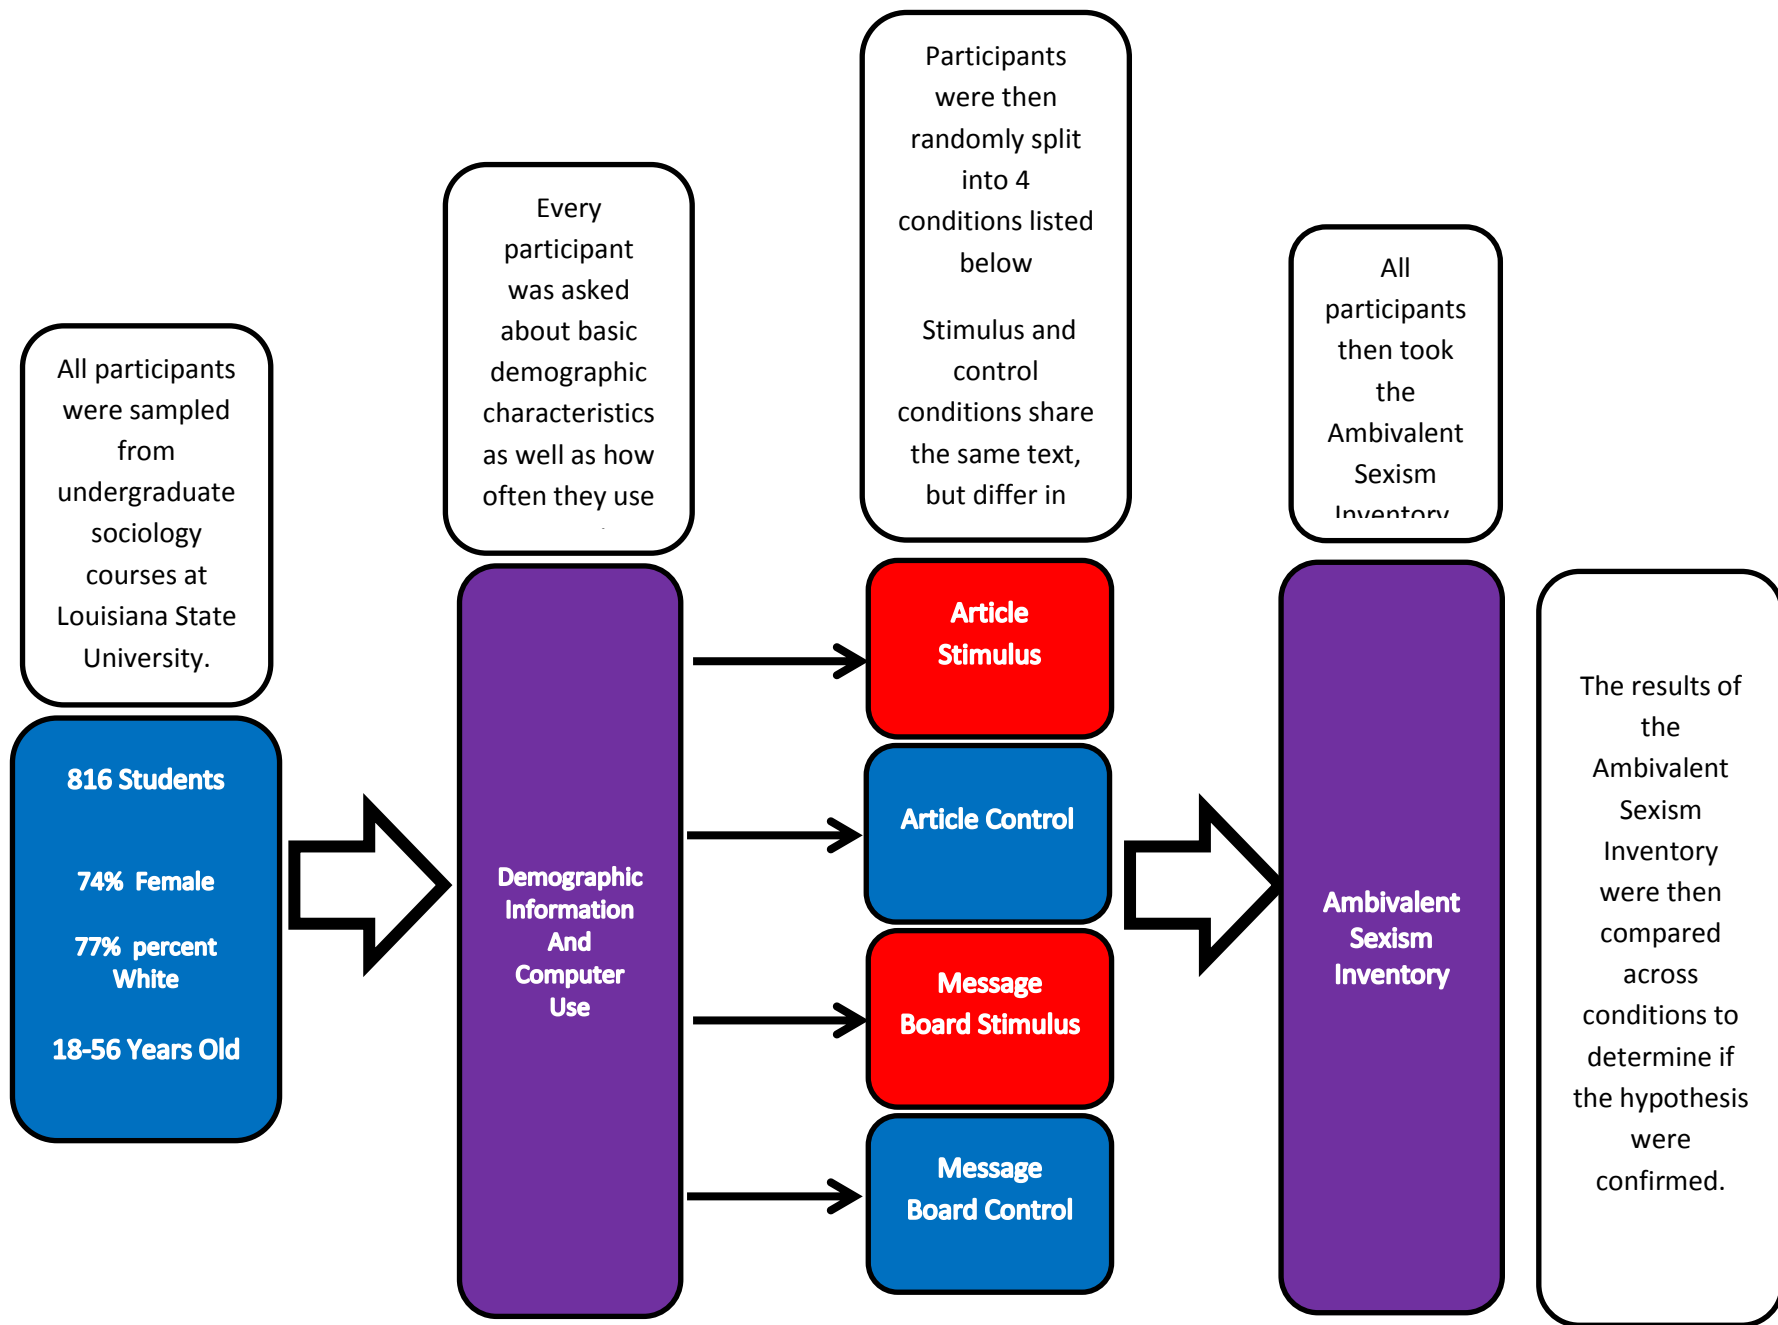 All participants
were sampled
from
undergraduate
sociology
courses at
Louisiana State
University.
816 Students
74% Female
77% percent
White
18-56 Years Old
Every
participant
was asked
about basic
demographic
characteristics
as well as how
often they use
Demographic
Information
And
Computer
Use
Participants
were then
randomly split
into 4
conditions listed
below
Stimulus and
control
conditions share
the same text,
but differ in
Article
Stimulus
Article Control
Message
Board Stimulus
Message
Board Control
All
participants
then took
the
Ambivalent
Sexism
Inventory
Ambivalent
Sexism
Inventory
The results of
the
Ambivalent
Sexism
Inventory
were then
compared
across
conditions to
determine if
the hypothesis
were
confirmed.